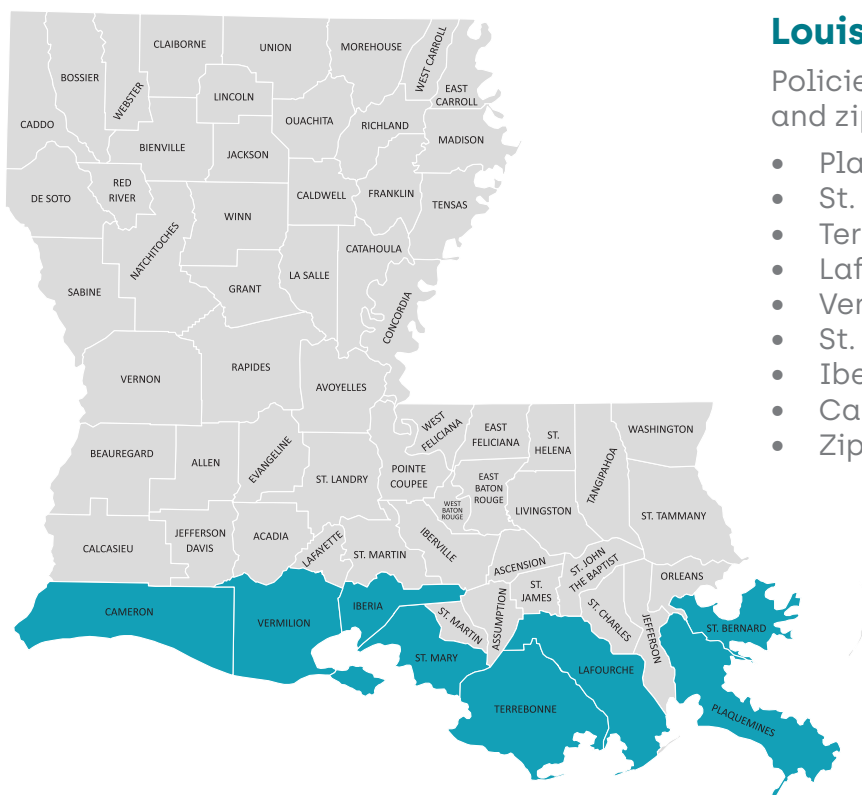 CLAIBORNE
UNION
MOREHOUSE
WEST CARROLL
BOSSIER
WEBSTER
LINCOLN
EAST
CARROLL
CADDO
OUACHITA
RICHLAND
MADISON
BIENVILLE
JACKSON
DE SOTO
RED
RIVER
CALDWELL
FRANKLIN
TENSAS
WINN
NATCHITOCHES
CATAHOULA
LA SALLE
SABINE
GRANT
CONCORDIA
VERNON
RAPIDES
AVOYELLES
WEST
FELICIANA
EAST
FELICIANA
ST.
HELENA
WASHINGTON
BEAUREGARD
ALLEN
EVANGELINE
ST. LANDRY
POINTE
COUPEE
EAST
BATON
ROUGE
TANGIPAHOA
WEST
BATON
ROUGE
LIVINGSTON
ST. TAMMANY
CALCASIEU
JEFFERSON
DAVIS
ACADIA
LAFAYETTE
ST. MARTIN
IBERVILLE
ASCENSION
ST. JOHN
THE BAPTIST
ORLEANS
CAMERON
VERMILION
IBERIA
ST. MARTIN
ASSUMPTION
ST.
JAMES
ST. CHARLES
JEFFERSON
ST. BERNARD
ST. MARY
LAFOURCHE
TERREBONNE
PLAQUEMINES
Louis
Policie
and zip
• Pla
• St.
• Ter
• Laf
• Ver
• St.
• Ibe
• Ca
• Zip